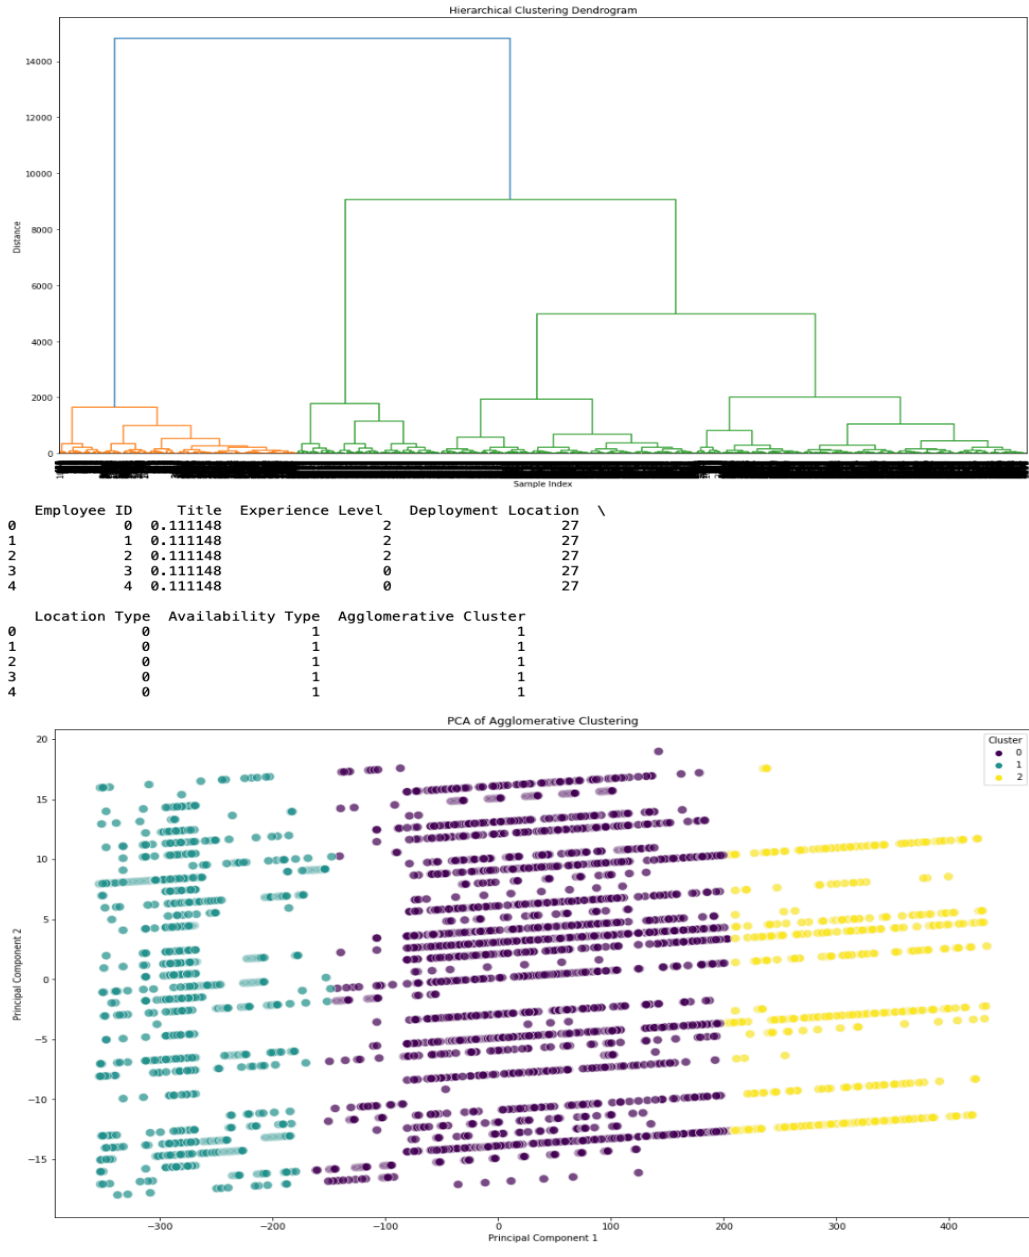 Hierarchical Clustering Dendrogram
14000
12000
10000
8000
6000
4000
2000
0
Distance
Sample Index
Employee ID Title Experience Level Deployment Location \
0 0 0.111148 2 27
1 1 0.111148 2 27
2 2 0.111148 2 27
3 3 0.111148 0 27
4 4 0.111148 0 27
Location Type Availability Type Agglomerative Cluster
0 0 1 1
1 0 1 1
2 0 1 1
3 0 1 1
4 0 1 1
PCA of Agglomerative Clustering
Cluster
0
1
2
20
15
10
5
0
−5
−10
−15
Principal Component 2
−300 −200 −100 0 100 200 300 400
Principal Component 1